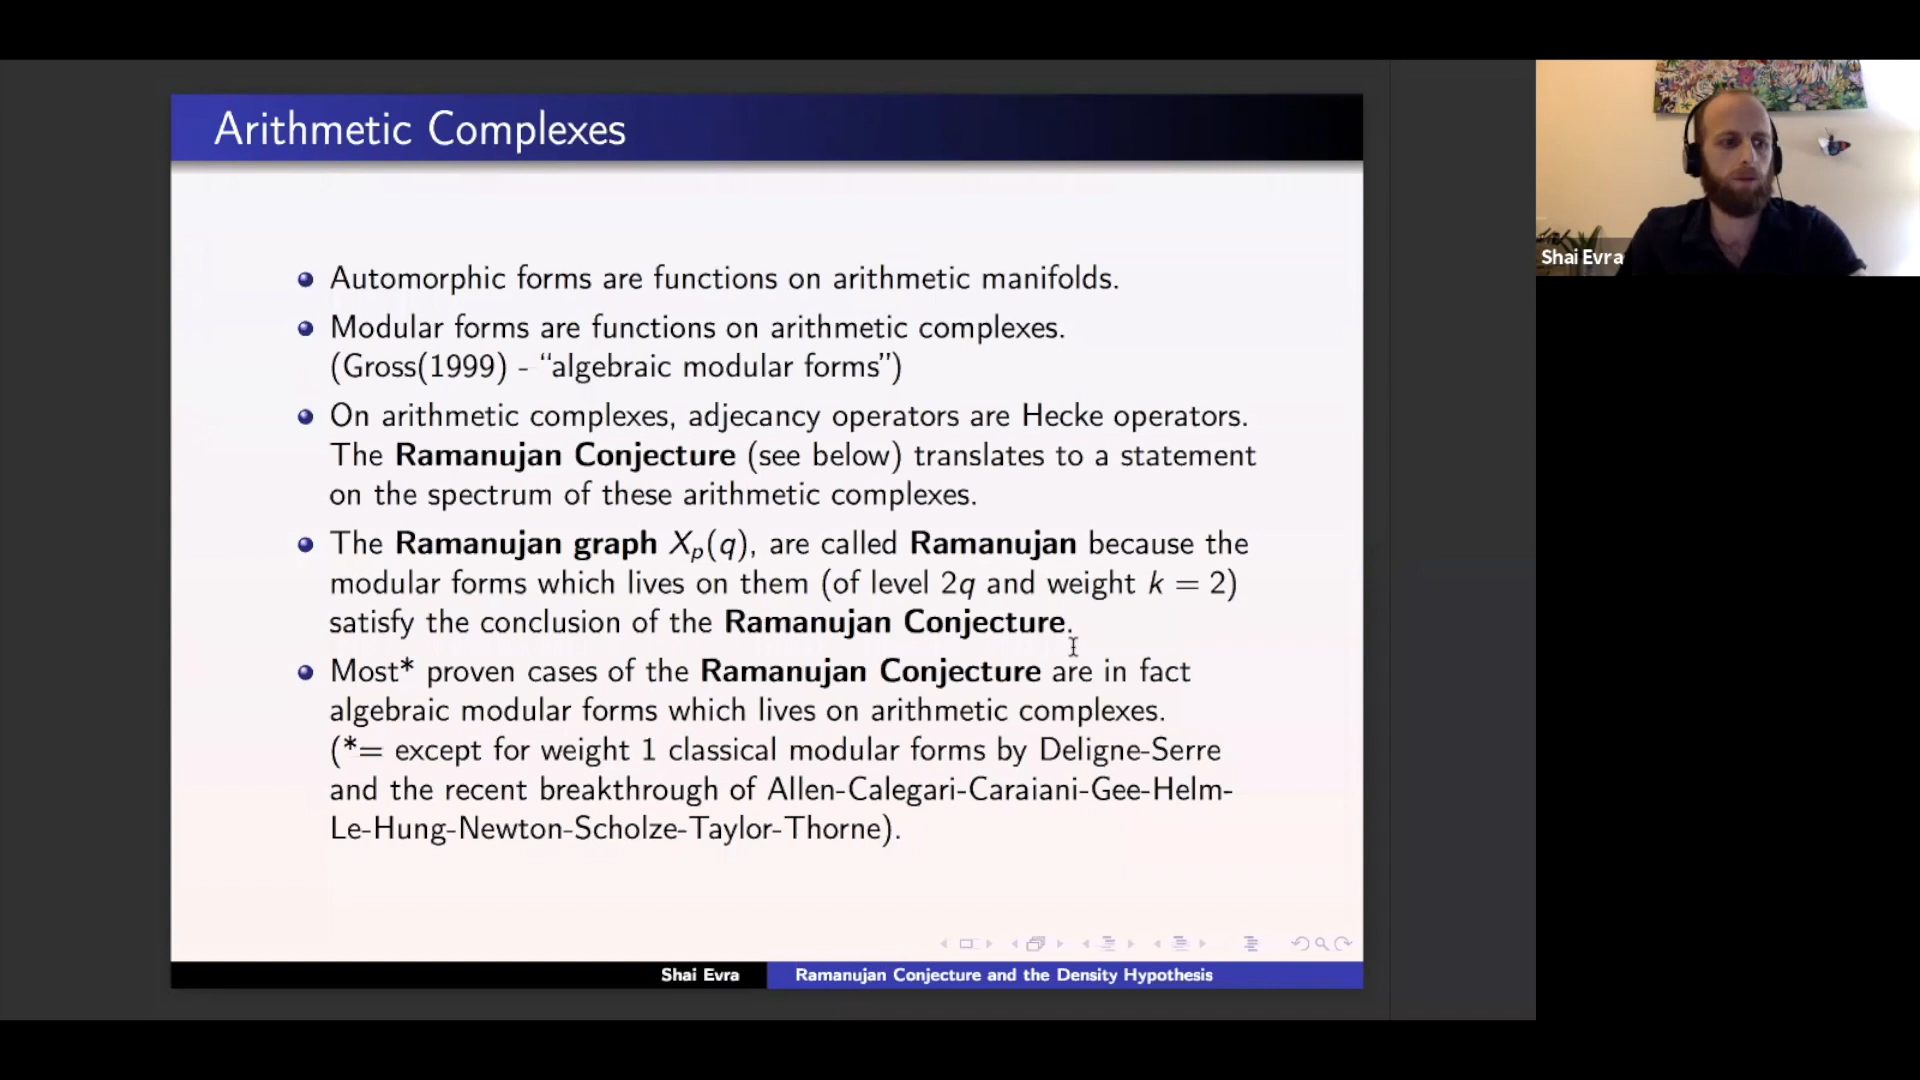 Arithmetic Complexes
Automorphic forms are functions on arithmetic manifolds.
Modular forms are functions on arithmetic complexes.
(Gross(1999) - “algebraic modular forms”)
On arithmetic complexes, adjecancy operators are Hecke operators.
The Ramanujan Conjecture (see below) translates to a statement
on the spectrum of these arithmetic complexes.
The Ramanujan graph Xp(q), are called Ramanujan because the
modular forms which lives on them (of level 2q and weight k = 2)
satisfy the conclusion of the Ramanujan Conjecture.
Most* proven cases of the Ramanujan Conjecture are in fact
algebraic modular forms which lives on arithmetic complexes.
(*= except for weight 1 classical modular forms by Deligne-Serre
and the recent breakthrough of Allen-Calegari-Caraiani-Gee-Helm-
Le-Hung-Newton-Scholze-Taylor-Thorne).
Shai Evra
Ramanujan Conjecture and the Density Hypothesis
Shai Evra